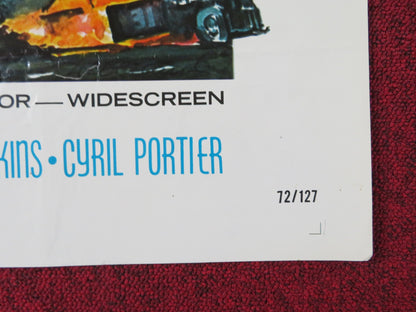 OR — WIDESCREEN
KINS • CYRIL PORTIER
72/127